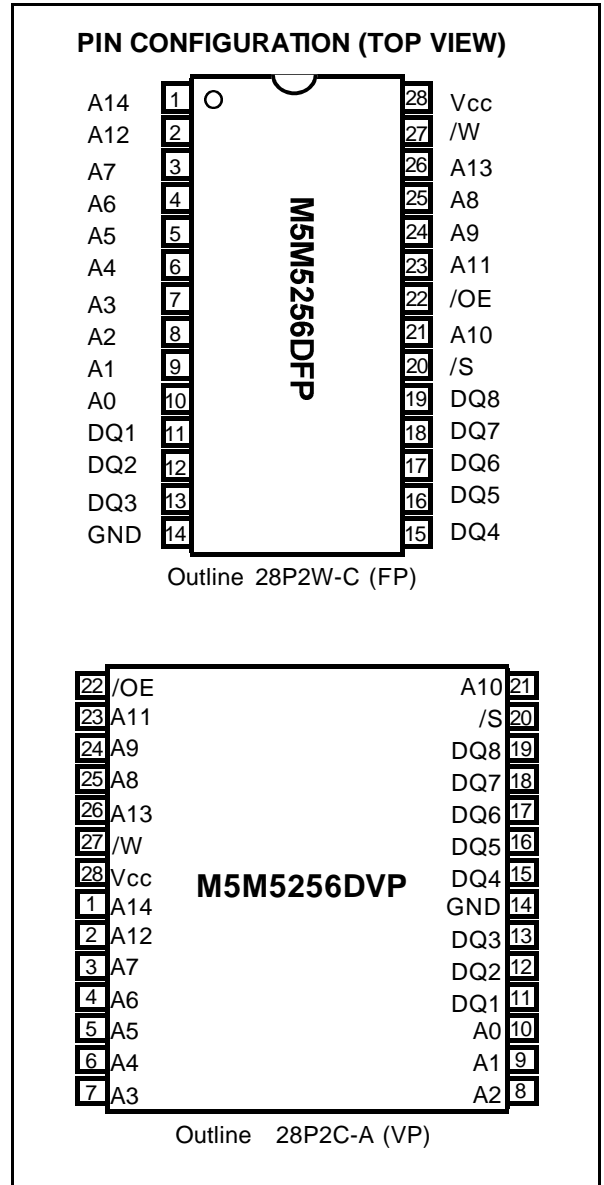 PIN CONFIGURATION (TOP VIEW)
A14 1 28 Vcc
A12 2 27 /W
A7 3 26 A13
A6 4 25 A8
A5 5 24 A9
A4 6 23 A11
A3 7 22 /OE
A2 8 21 A10
A1 9 20 /S
A0 10 19 DQ8
DQ1 11 18 DQ7
DQ2 12 17 DQ6
DQ3 13 16 DQ5
GND 14 15 DQ4
M5M5256DFP
Outline 28P2W-C (FP)
22 /OE A10 21
23 A11 /S 20
24 A9 DQ8 19
25 A8 DQ7 18
26 A13 DQ6 17
27 /W DQ5 16
28 Vcc DQ4 15
1 A14 GND 14
2 A12 DQ3 13
3 A7 DQ2 12
4 A6 DQ1 11
5 A5 A0 10
6 A4 A1 9
7 A3 A2 8
M5M5256DVP
Outline 28P2C-A (VP)